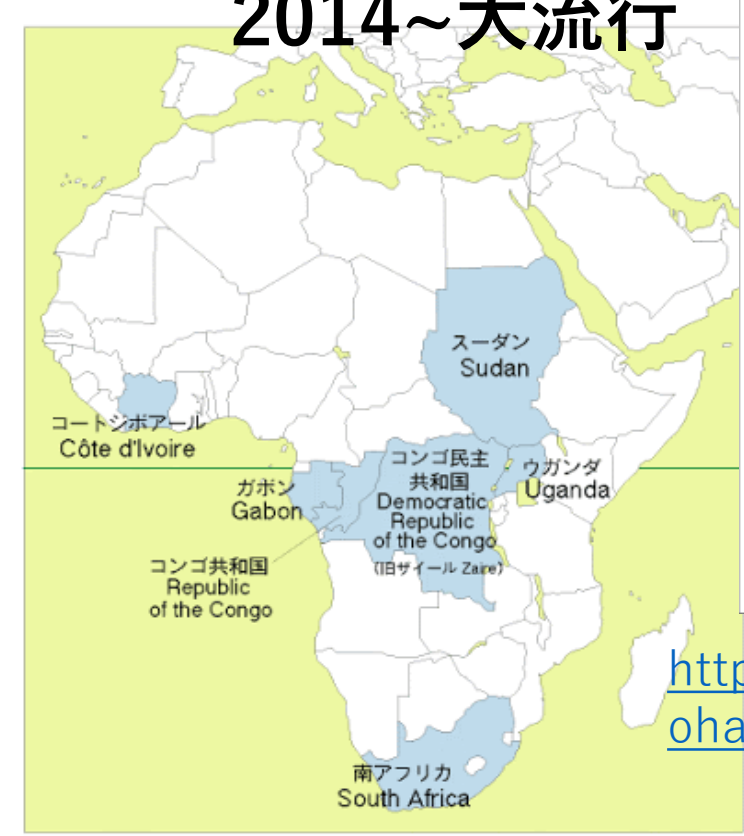 2014~大流行
スーダン
Sudan
コートジボアール
Côte d'Ivoire
コンゴ民主
共和国
Democratic
Republic
of the Congo
(旧ザイール Zaire)
ウガンダ
Uganda
ガボン
Gabon
コンゴ共和国
Republic
of the Congo
http
oha
南アフリカ
South Africa